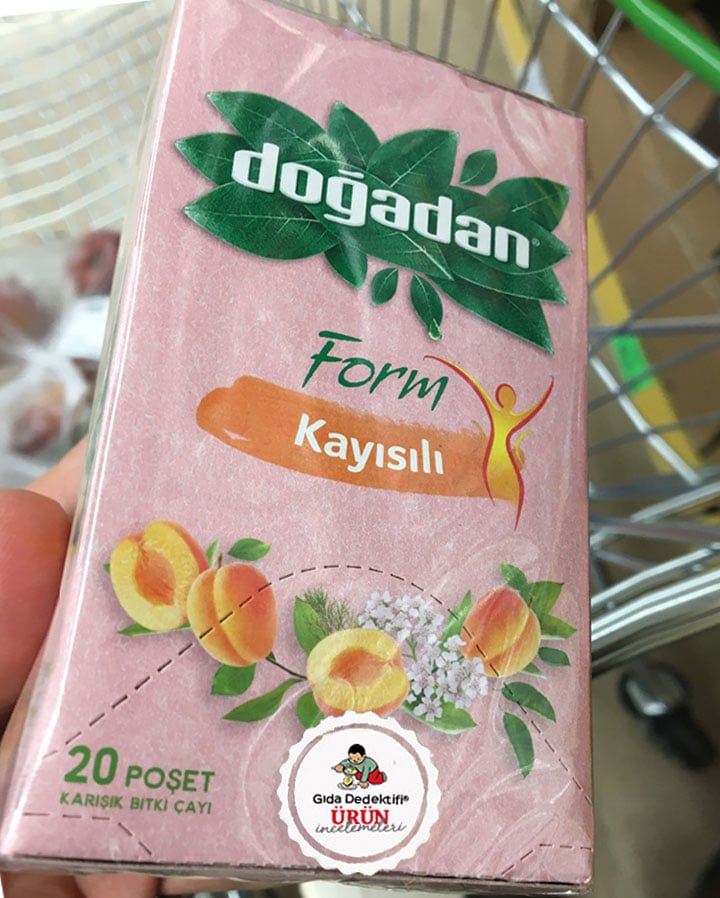 doğadan®
Form
Kayısılı
20 POŞET
KARIŞIK BİTKİ ÇAYI
Gıda Dedektifi®
ÜRÜN
incelemeleri